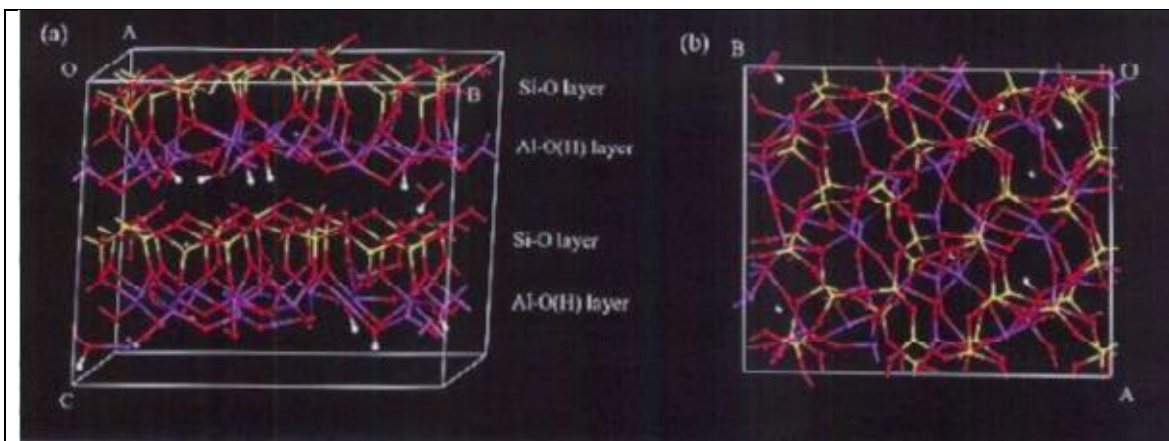 (a)
A
O
B
Si-O layer
Al-O(H) layer
Si-O layer
Al-O(H) layer
C
(b)
B
O
A